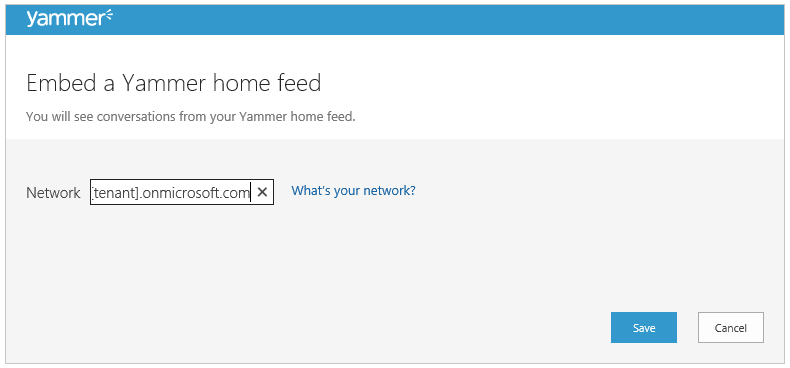 yammer
Embed a Yammer home feed
You will see conversations from your Yammer home feed.
Network [tenant].onmicrosoft.com What's your network?
Save Cancel